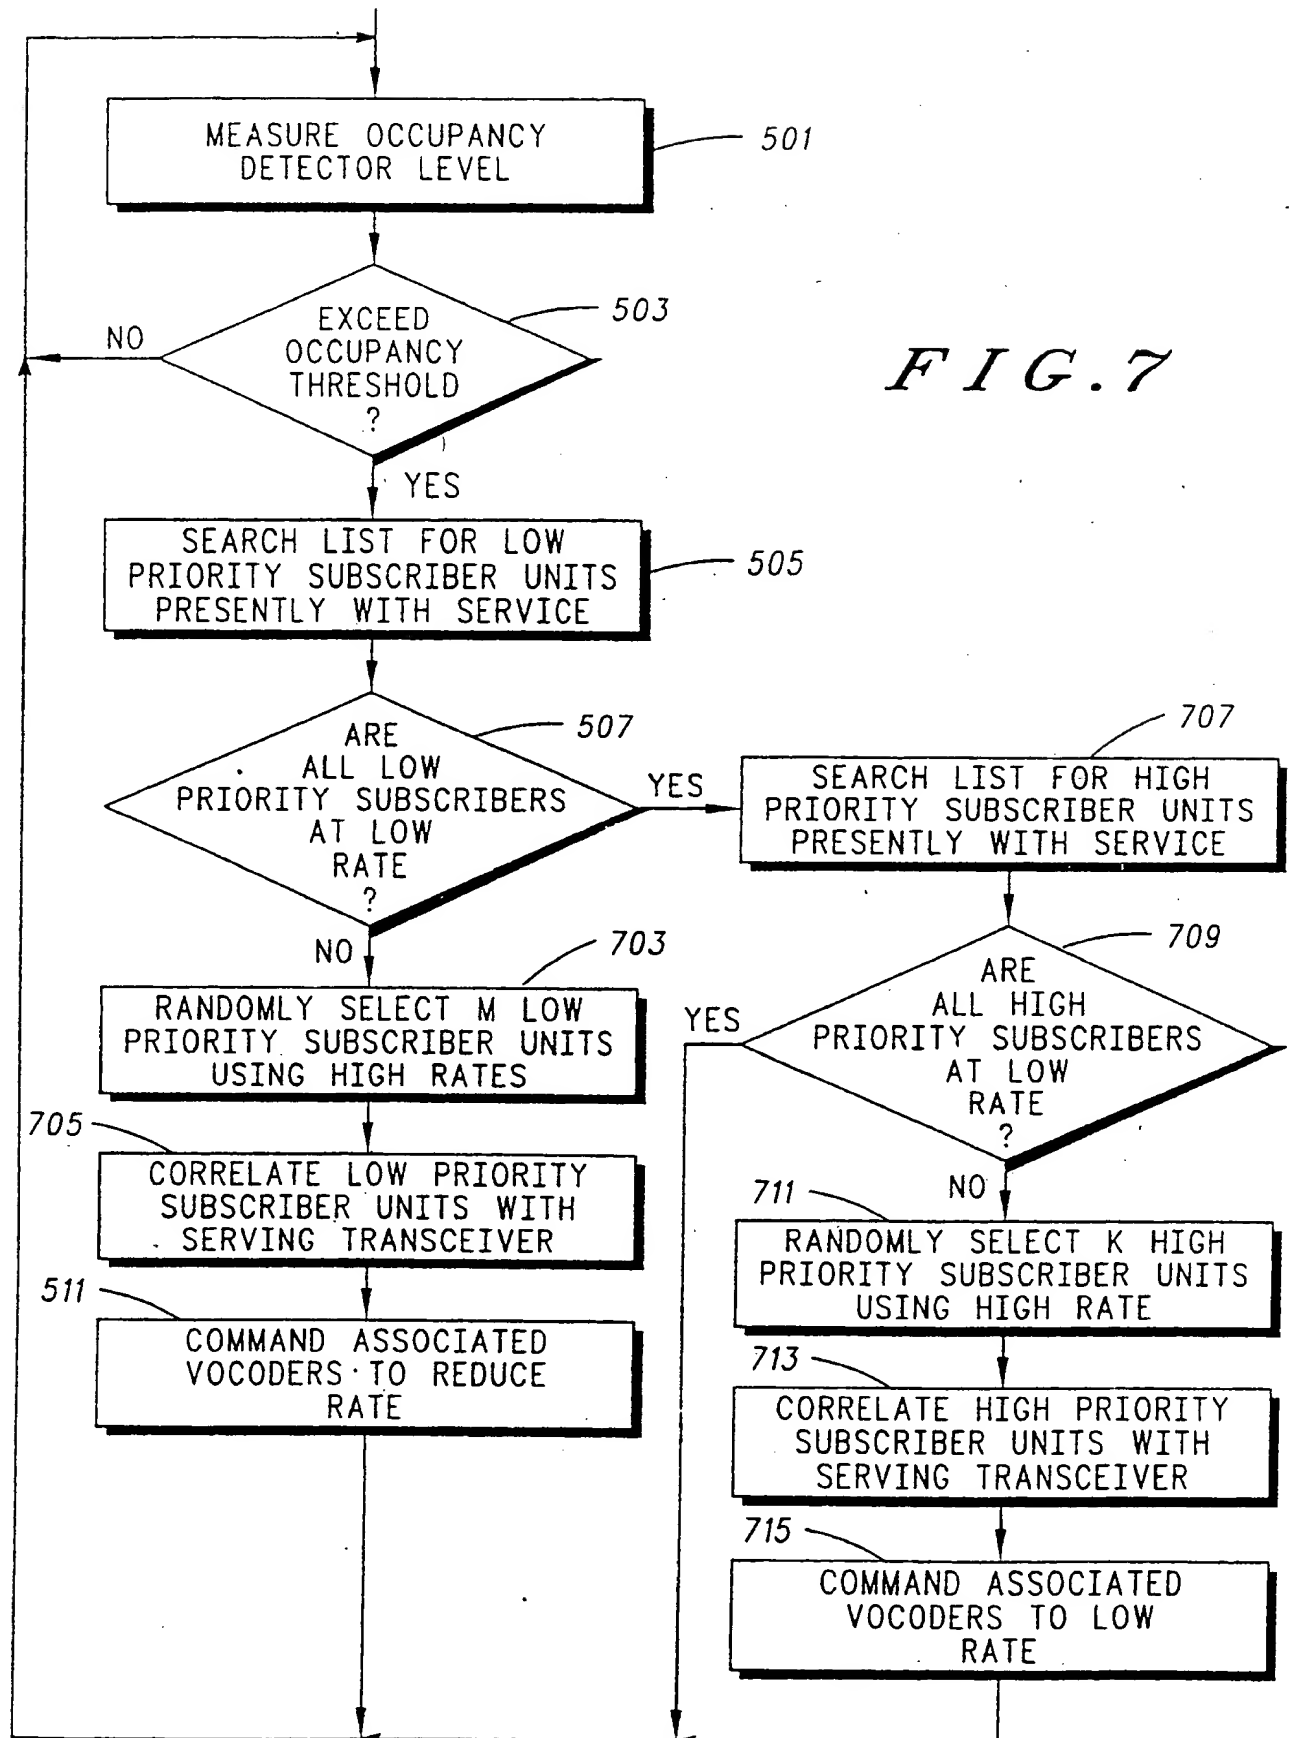 MEASURE OCCUPANCY
DETECTOR LEVEL
501
EXCEED
OCCUPANCY
THRESHOLD
?
503
NO
YES
FIG.7
SEARCH LIST FOR LOW
PRIORITY SUBSCRIBER UNITS
PRESENTLY WITH SERVICE
505
ARE
ALL LOW
PRIORITY SUBSCRIBERS
AT LOW
RATE
?
507
YES
NO
707
SEARCH LIST FOR HIGH
PRIORITY SUBSCRIBER UNITS
PRESENTLY WITH SERVICE
703
RANDOMLY SELECT M LOW
PRIORITY SUBSCRIBER UNITS
USING HIGH RATES
709
ARE
ALL HIGH
PRIORITY SUBSCRIBERS
AT LOW
RATE
?
YES
NO
705
CORRELATE LOW PRIORITY
SUBSCRIBER UNITS WITH
SERVING TRANSCEIVER
711
RANDOMLY SELECT K HIGH
PRIORITY SUBSCRIBER UNITS
USING HIGH RATE
511
COMMAND ASSOCIATED
VOCODERS TO REDUCE
RATE
713
CORRELATE HIGH PRIORITY
SUBSCRIBER UNITS WITH
SERVING TRANSCEIVER
715
COMMAND ASSOCIATED
VOCODERS TO LOW
RATE